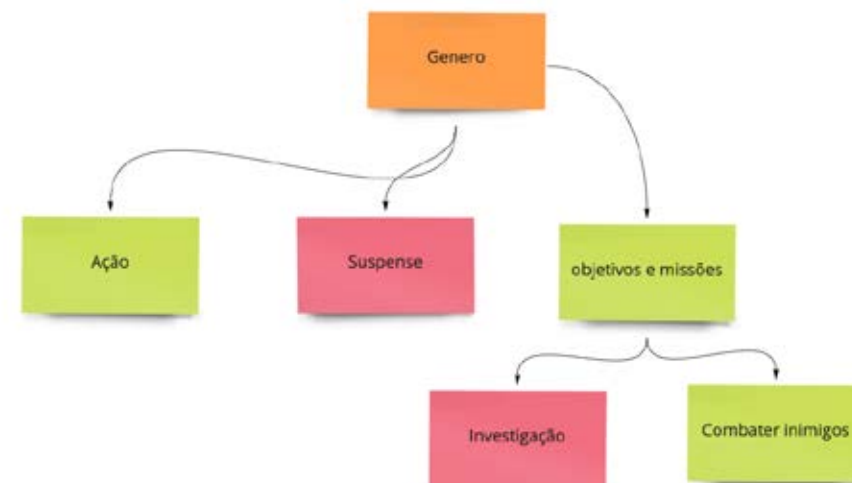 Genero
Ação
Suspense
objetivos e missões
Investigação
Combater inimigos